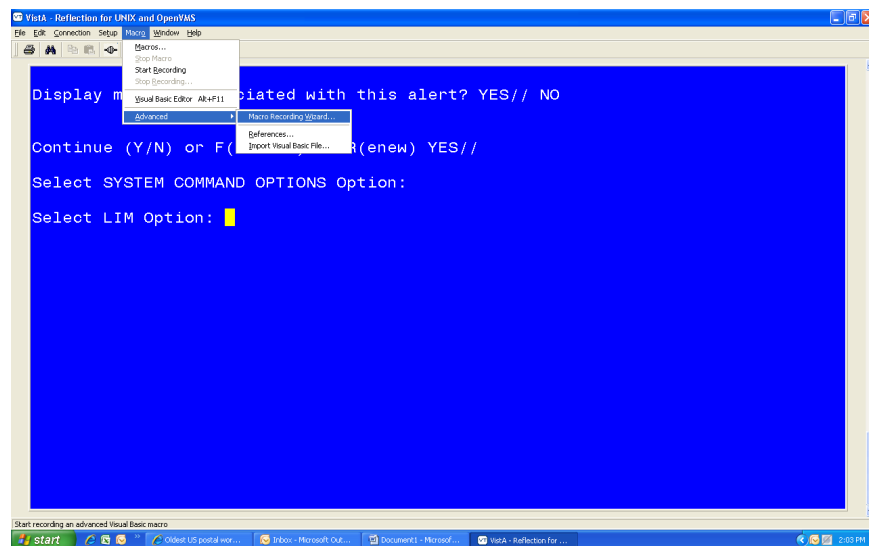 VistA - Reflection for UNIX and OpenVMS
File Edit Connection Setup Macro Window Help
Macros...
Stop Macro
Start Recording
Stop Recording...
Visual Basic Editor Alt+F11
Advanced
Macro Recording Wizard...
References...
Import Visual Basic File...
Display m ciated with this alert? YES// NO
Continue (Y/N) or F( R(enew) YES//
Select SYSTEM COMMAND OPTIONS Option:
Select LIM Option:
Start recording an advanced Visual Basic macro
start
Oldest US postal wor...
Inbox - Microsoft Out...
Document1 - Microsof...
VistA - Reflection for ...
2:03 PM